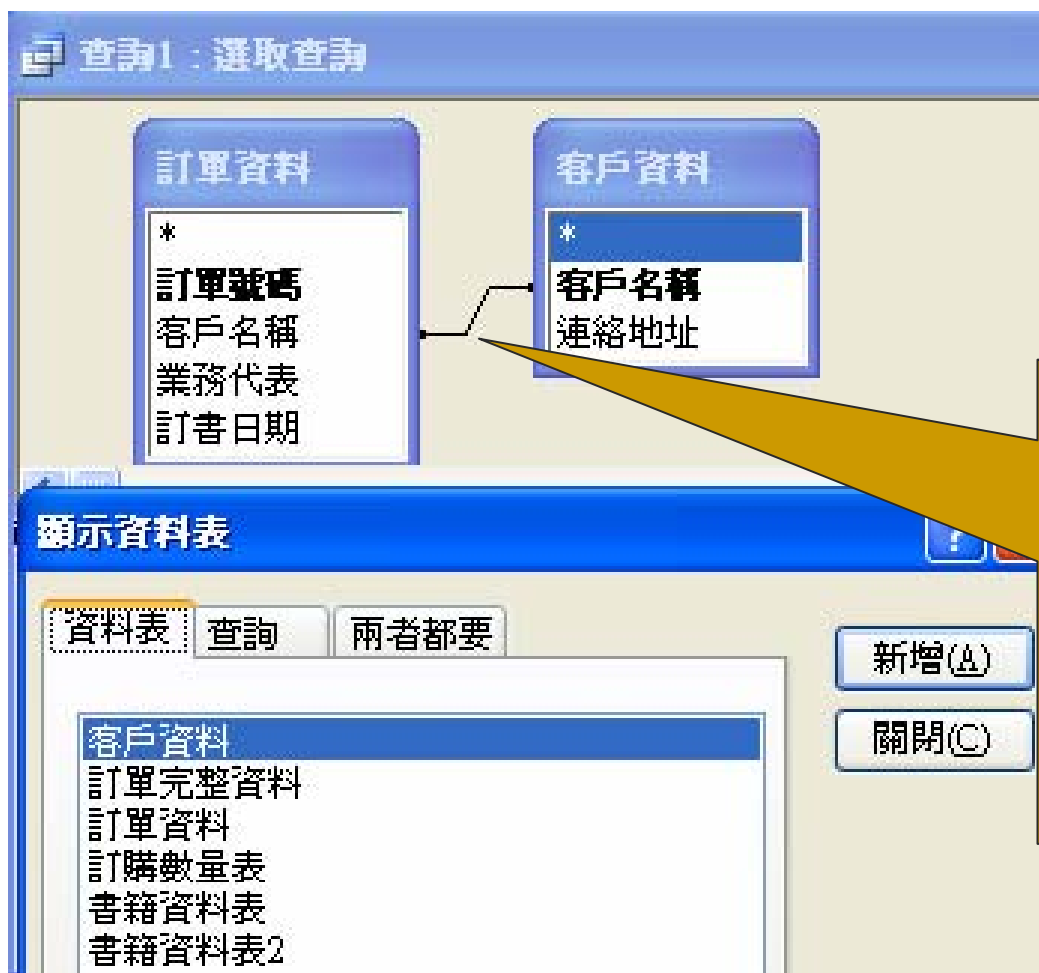 查詢1 : 選取查詢
訂單資料
*
訂單號碼
客戶名稱
業務代表
訂書日期
客戶資料
*
客戶名稱
連絡地址
顯示資料表
?
資料表 查詢 兩者都要
客戶資料
訂單完整資料
訂單資料
訂購數量表
書籍資料表
書籍資料表2
新增(A)
關閉(C)